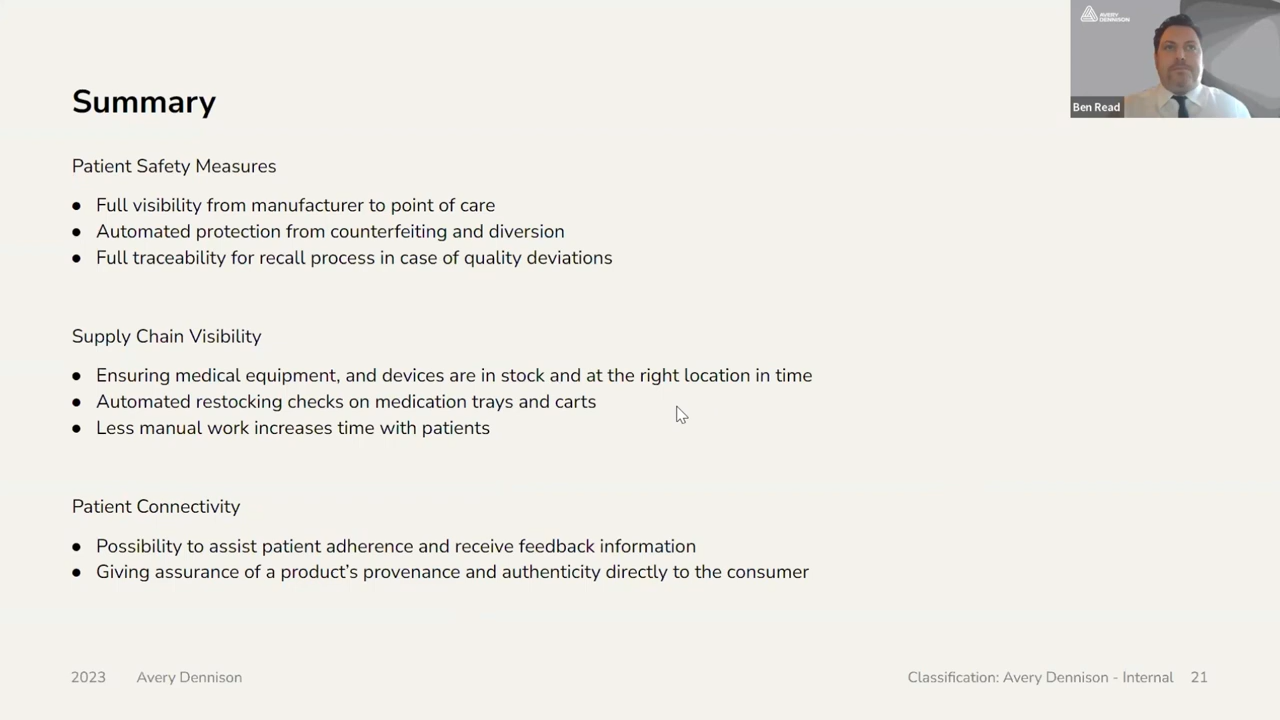 AVERY
DENNISON
Ben Read
Summary
Patient Safety Measures
● Full visibility from manufacturer to point of care
● Automated protection from counterfeiting and diversion
● Full traceability for recall process in case of quality deviations
Supply Chain Visibility
● Ensuring medical equipment, and devices are in stock and at the right location in time
● Automated restocking checks on medication trays and carts
● Less manual work increases time with patients
Patient Connectivity
● Possibility to assist patient adherence and receive feedback information
● Giving assurance of a product’s provenance and authenticity directly to the consumer
2023 Avery Dennison Classification: Avery Dennison - Internal 21